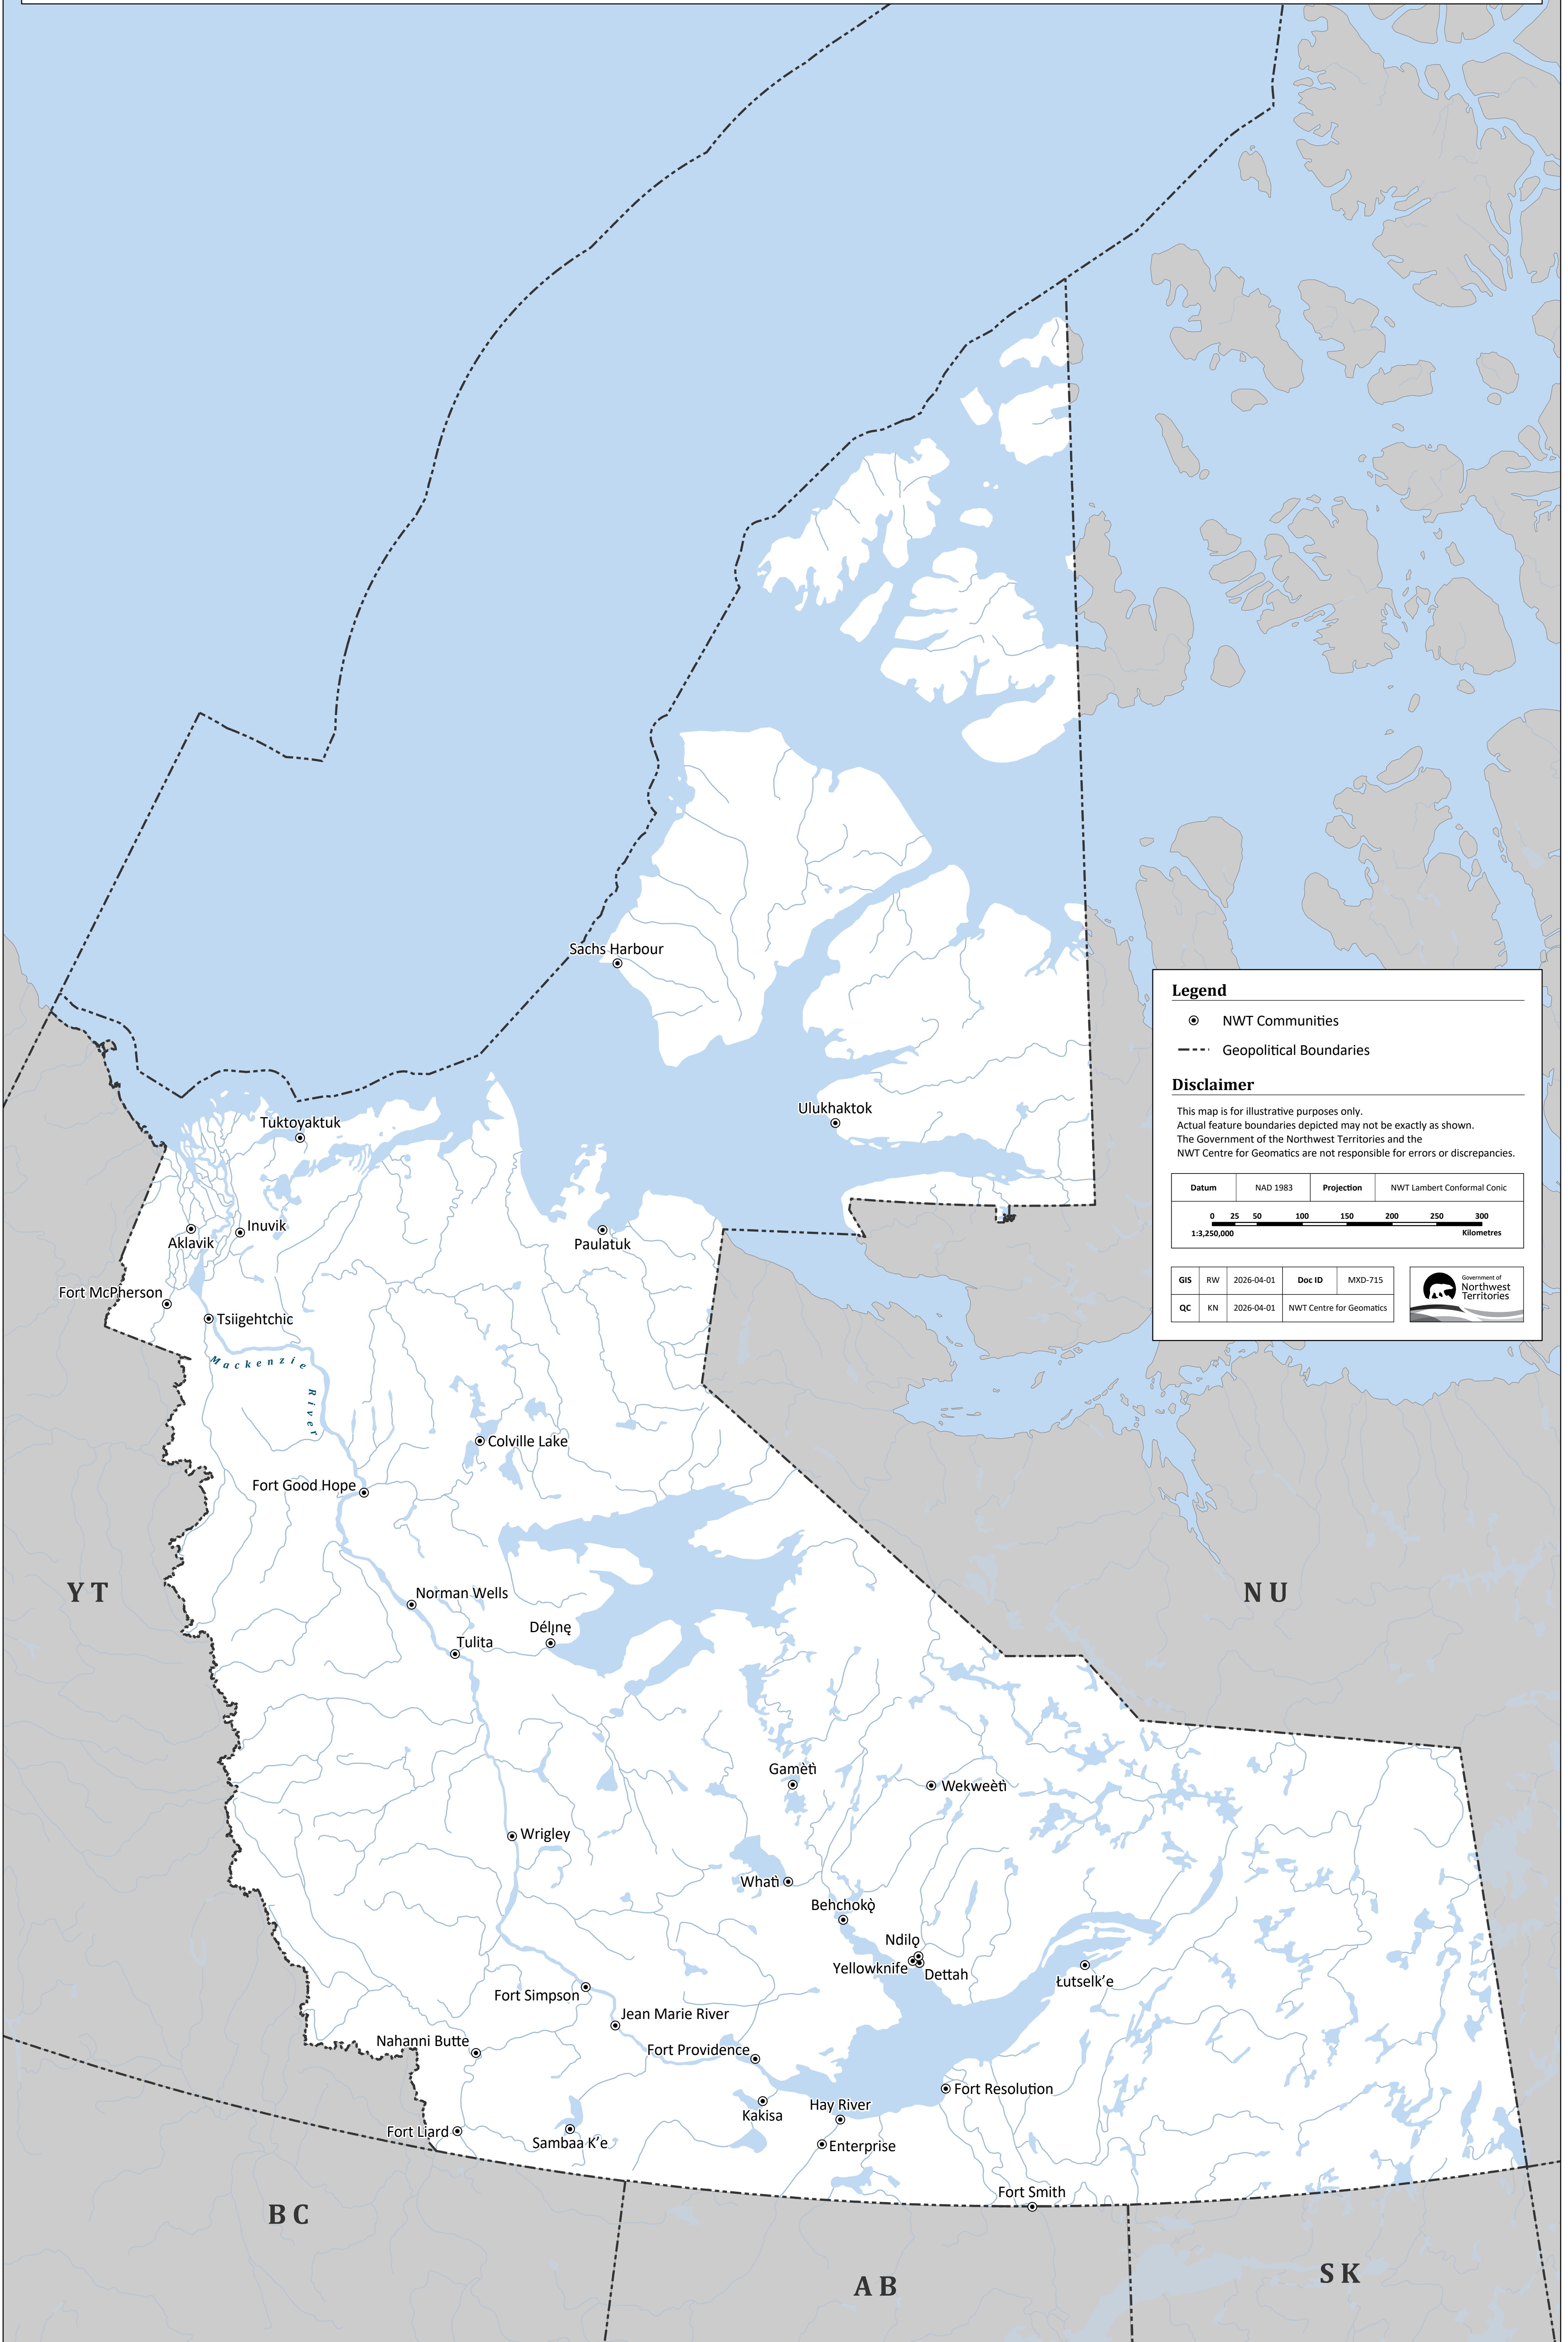 Sachs Harbour
Legend
NWT Communities
Geopolitical Boundaries
Disclaimer
This map is for illustrative purposes only.
Actual feature boundaries depicted may not be exactly as shown.
The Government of the Northwest Territories and the
NWT Centre for Geomatics are not responsible for errors or discrepancies.
Datum NAD 1983 Projection NWT Lambert Conformal Conic
0 25 50 100 150 200 250 300
1:3,250,000 Kilometres
GIS RW 2026-04-01 Doc ID MXD-715
QC KN 2026-04-01 NWT Centre for Geomatics
Government of
Northwest
Territories
Ulukhaktok
Tuktoyaktuk
Inuvik
Aklavik
Paulatuk
Fort McPherson
Tsiigehtchic
Mackenzie
River
Colville Lake
Fort Good Hope
YT
NU
Norman Wells
Délı̨nę
Tulita
Gamètì
Wekweètì
Wrigley
Whatì
Behchokǫ̀
Ndilǫ
Yellowknife
Dettah
Łutselk'e
Fort Simpson
Jean Marie River
Nahanni Butte
Fort Providence
Fort Resolution
Kakisa
Hay River
Fort Liard
Sambaa K'e
Enterprise
Fort Smith
BC
AB
SK